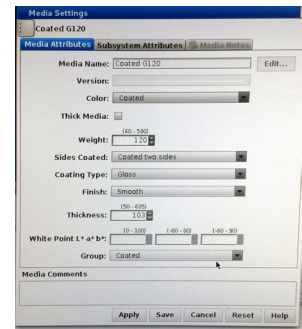 Media Settings
Coated G120
Media Attributes Subsystem Attributes Media Notes
Media Name: Coated G120 Edit...
Version:
Color: Coated
Thick Media:
(60 - 530)
Weight: 120
Sides Coated: Coated two sides
Coating Type: Gloss
Finish: Smooth
(50 - 635)
Thickness: 103
(0 - 100) (-60 - 80) (-60 - 90)
White Point L* a* b*:
Group: Coated
Media Comments
Apply Save Cancel Reset Help